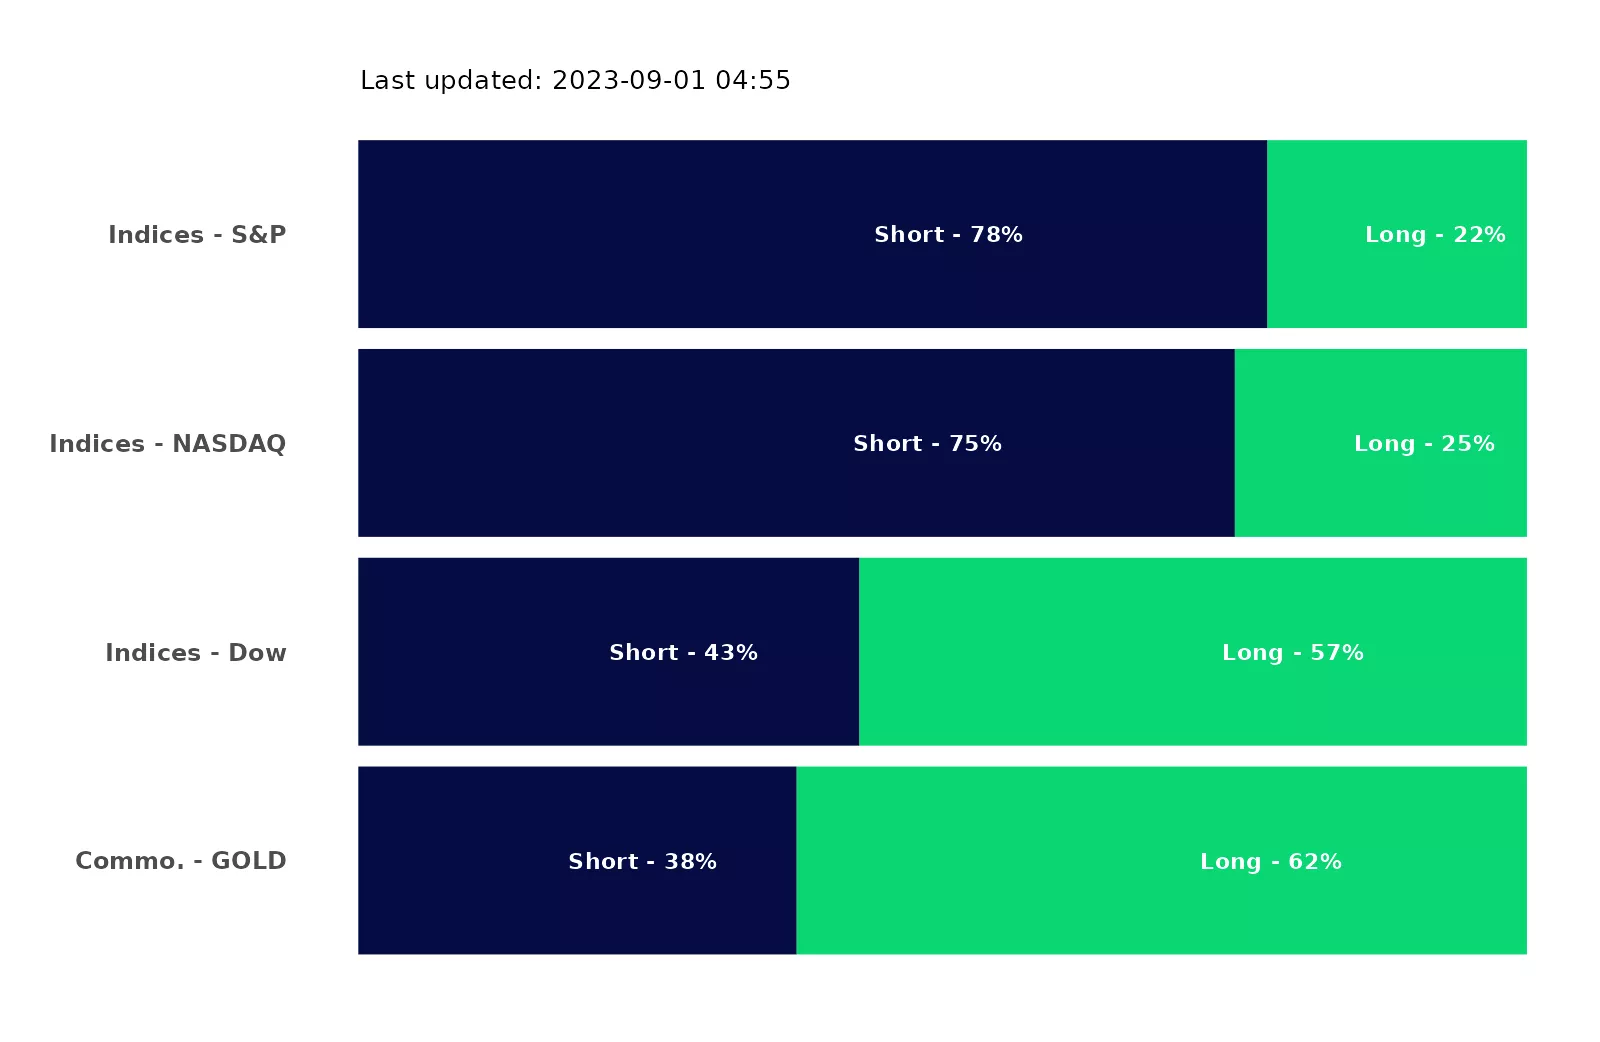 Last updated: 2023-09-01 04:55
Indices - S&P
Short - 78%
Long - 22%
Indices - NASDAQ
Short - 75%
Long - 25%
Indices - Dow
Short - 43%
Long - 57%
Commo. - GOLD
Short - 38%
Long - 62%